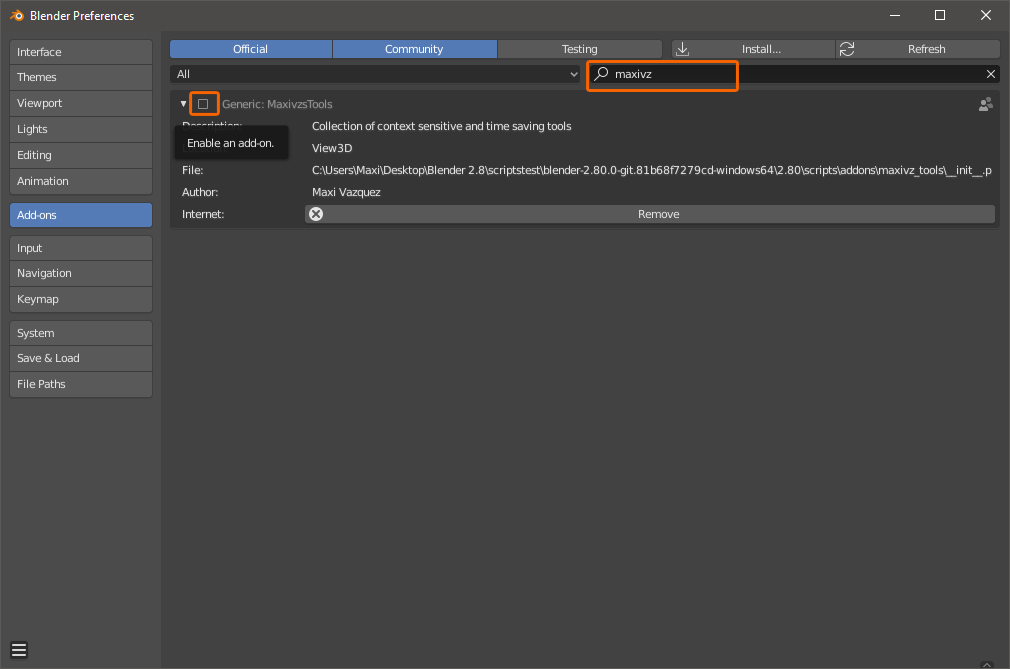 Blender Preferences
Interface
Themes
Viewport
Lights
Editing
Animation
Add-ons
Input
Navigation
Keymap
System
Save & Load
File Paths
Official Community Testing Install... Refresh
All maxivz
Generic: MaxivzsTools
Description: Collection of context sensitive and time saving tools
Enable an add-on.
View3D
File: C:\Users\Maxi\Desktop\Blender 2.8\scriptstest\blender-2.80.0-git.81b68f7279cd-windows64\2.80\scripts\addons\maxivz_tools\__init__.p
Author: Maxi Vazquez
Internet: Remove